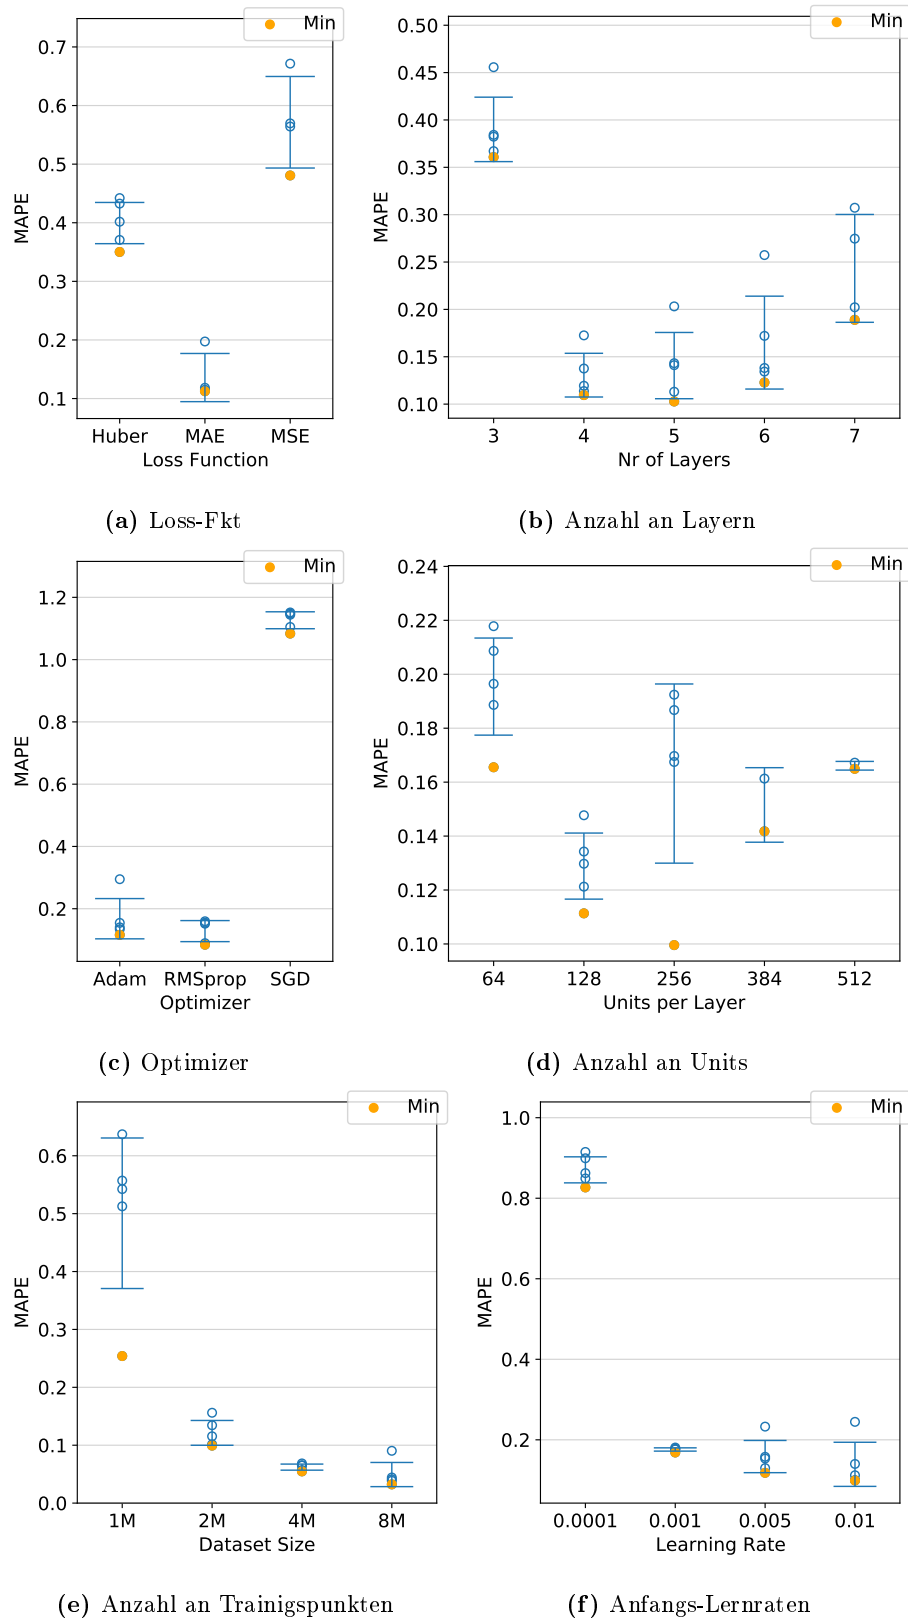 Min
0.7
0.6
0.5
0.4
0.3
0.2
0.1
MAPE
Huber MAE MSE
Loss Function
(a) Loss-Fkt
Min
0.50
0.45
0.40
0.35
0.30
0.25
0.20
0.15
0.10
MAPE
3 4 5 6 7
Nr of Layers
(b) Anzahl an Layern
Min
1.2
1.0
0.8
0.6
0.4
0.2
MAPE
Adam RMSprop SGD
Optimizer
(c) Optimizer
Min
0.24
0.22
0.20
0.18
0.16
0.14
0.12
0.10
MAPE
64 128 256 384 512
Units per Layer
(d) Anzahl an Units
Min
0.6
0.5
0.4
0.3
0.2
0.1
0.0
MAPE
1M 2M 4M 8M
Dataset Size
(e) Anzahl an Trainigspunkten
Min
1.0
0.8
0.6
0.4
0.2
MAPE
0.0001 0.001 0.005 0.01
Learning Rate
(f) Anfangs-Lernraten